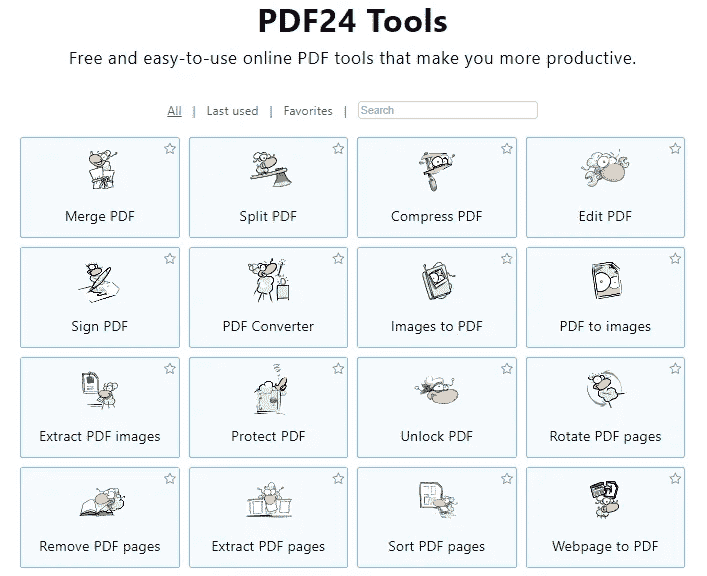 PDF24 Tools
Free and easy-to-use online PDF tools that make you more productive.
All | Last used | Favorites | Search
Merge PDF
Split PDF
Compress PDF
Edit PDF
Sign PDF
PDF Converter
Images to PDF
PDF to images
Extract PDF images
Protect PDF
Unlock PDF
Rotate PDF pages
Remove PDF pages
Extract PDF pages
Sort PDF pages
Webpage to PDF